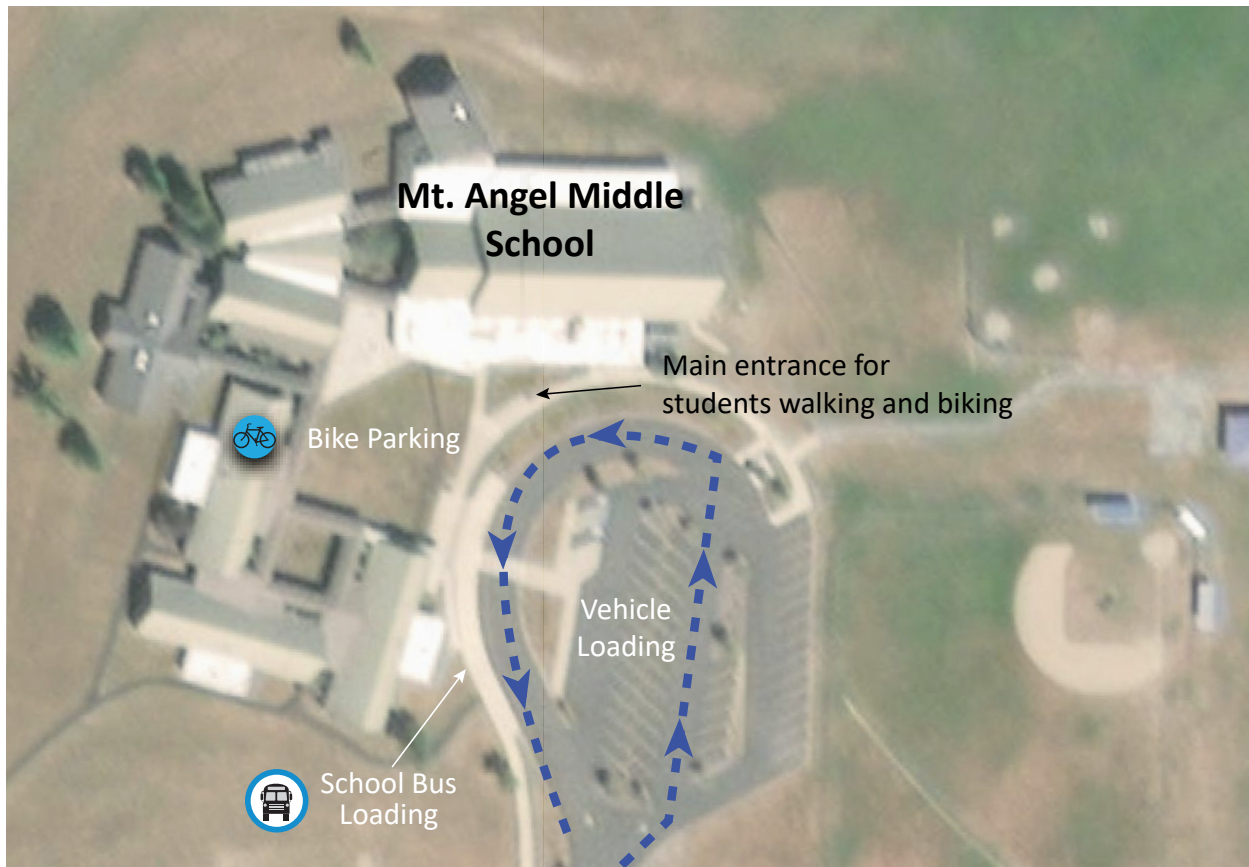 Mt. Angel Middle
School
Main entrance for
students walking and biking
Bike Parking
Vehicle
Loading
School Bus
Loading